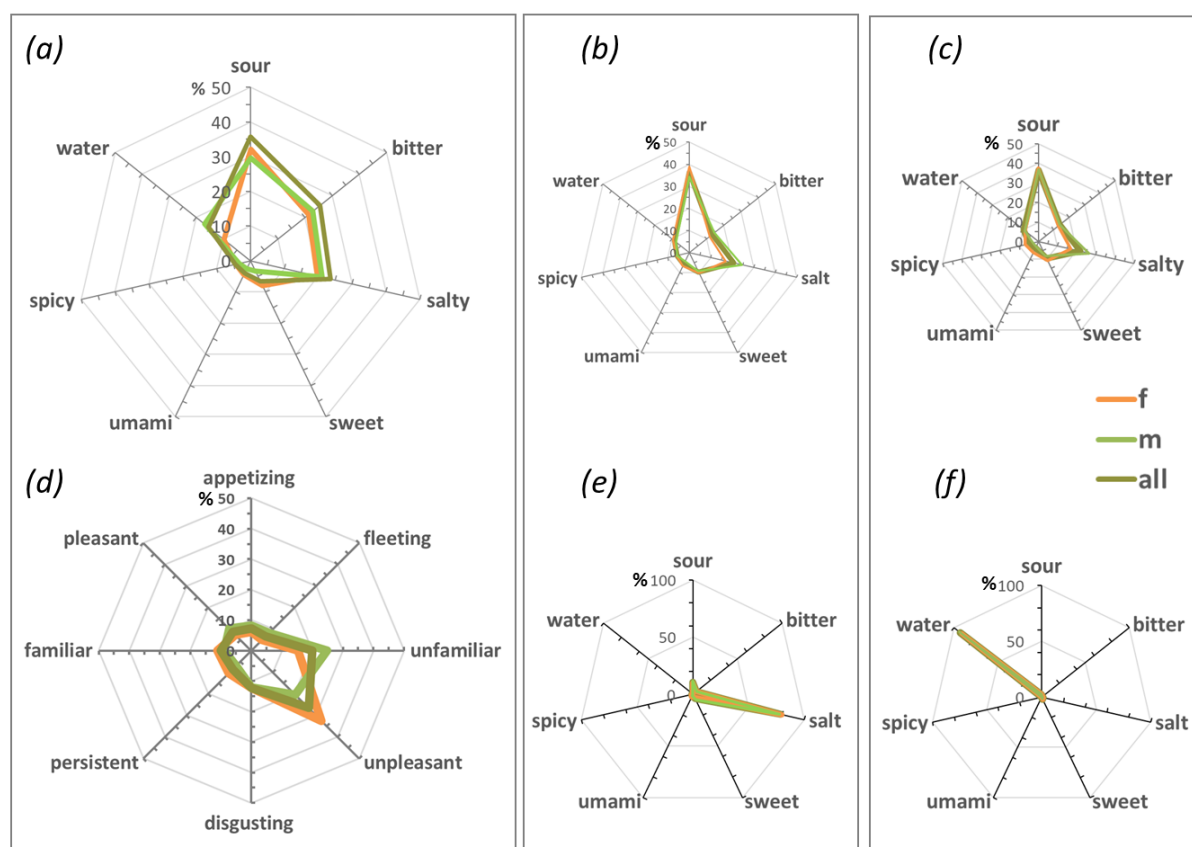 (a)
sour
% 50
40
30
20
10
0
water
bitter
spicy
salty
umami
sweet
(b)
sour
% 50
40
30
20
10
0
water
bitter
spicy
salt
umami
sweet
(c)
sour
% 50
40
30
20
10
0
water
bitter
spicy
salty
umami
sweet
f
m
all
(d)
appetizing
% 50
40
30
20
10
0
pleasant
fleeting
familiar
unfamiliar
persistent
unpleasant
disgusting
(e)
sour
% 100
50
0
water
bitter
spicy
salt
umami
sweet
(f)
sour
% 100
50
0
water
bitter
spicy
salt
umami
sweet